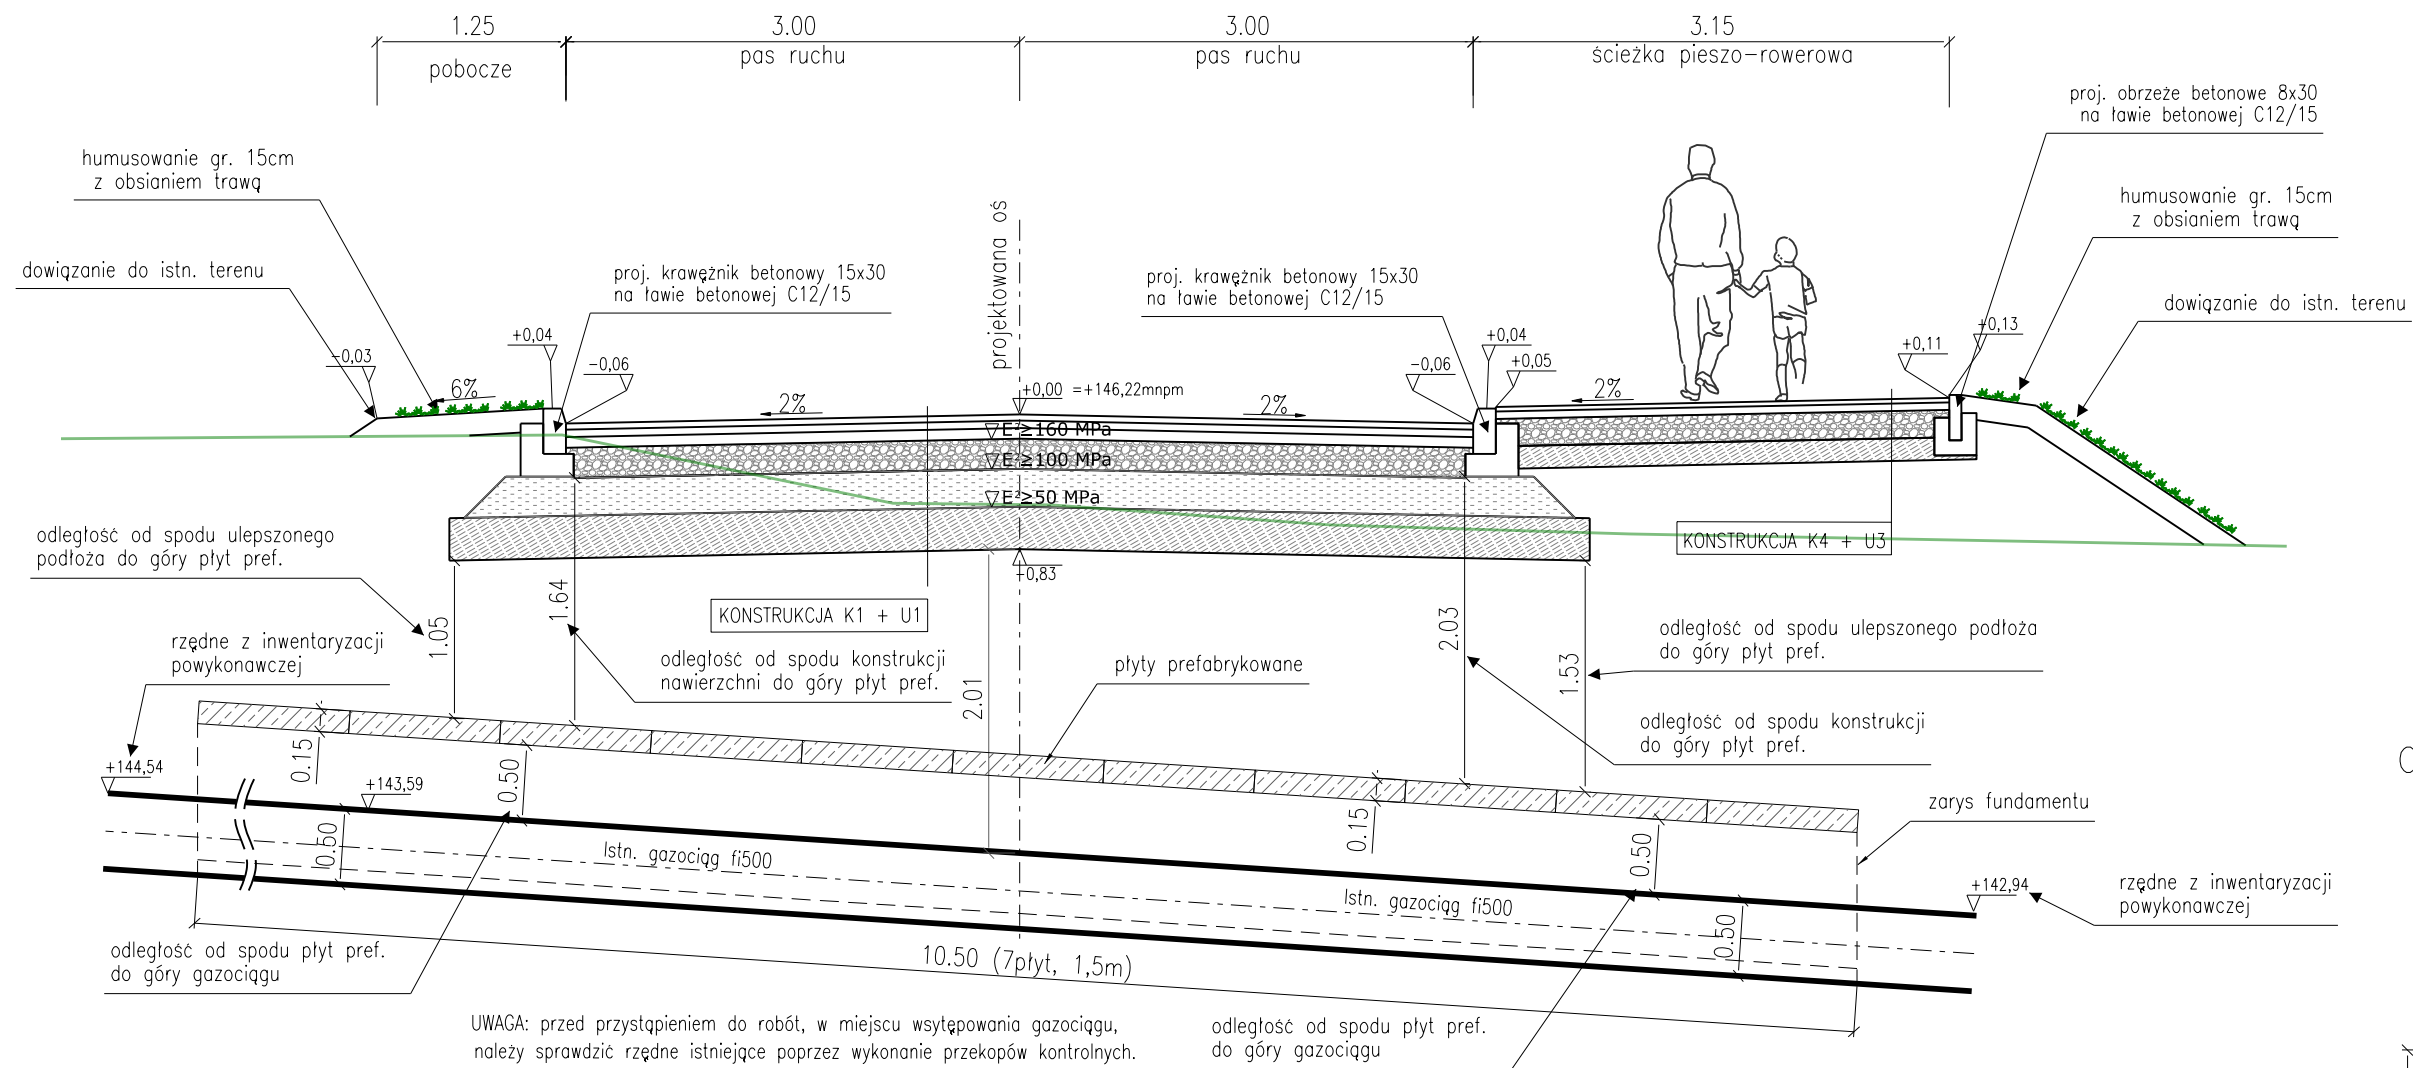 1.25
3.00
3.00
3.15
pobocze
pas ruchu
pas ruchu
ścieżka pieszo-rowerowa
proj. obrzeże betonowe 8x30
na ławie betonowej C12/15
humusowanie gr. 15cm
z obsianiem trawą
humusowanie gr. 15cm
z obsianiem trawą
dowiązanie do istn. terenu
proj. krawężnik betonowy 15x30
na ławie betonowej C12/15
projektowana oś
proj. krawężnik betonowy 15x30
na ławie betonowej C12/15
dowiązanie do istn. terenu
-0,03
+0,04
-0,06
-0,06
+0,04
+0,05
+0,11
+0,13
6%
2%
+0,00 =+146,22mnpm
2%
2%
E²≥160 MPa
E²≥100 MPa
E²≥50 MPa
odległość od spodu ulepszonego
podłoża do góry płyt pref.
KONSTRUKCJA K4 + U3
+0,83
1.05
1.64
KONSTRUKCJA K1 + U1
2.03
1.53
odległość od spodu ulepszonego podłoża
do góry płyt pref.
rzędne z inwentaryzacji
powykonawczej
odległość od spodu konstrukcji
nawierzchni do góry płyt pref.
2.01
płyty prefabrykowane
odległość od spodu konstrukcji
do góry płyt pref.
+144,54
0.15
+143,59
0.50
0.15
0.50
zarys fundamentu
0.50
Istn. gazociąg fi500
Istn. gazociąg fi500
0.50
+142,94
rzędne z inwentaryzacji
powykonawczej
odległość od spodu płyt pref.
do góry gazociągu
10.50 (7płyt, 1,5m)
UWAGA: przed przystąpieniem do robót, w miejscu wsytępowania gazociągu,
należy sprawdzić rzędne istniejące poprzez wykonanie przekopów kontrolnych.
odległość od spodu płyt pref.
do góry gazociągu